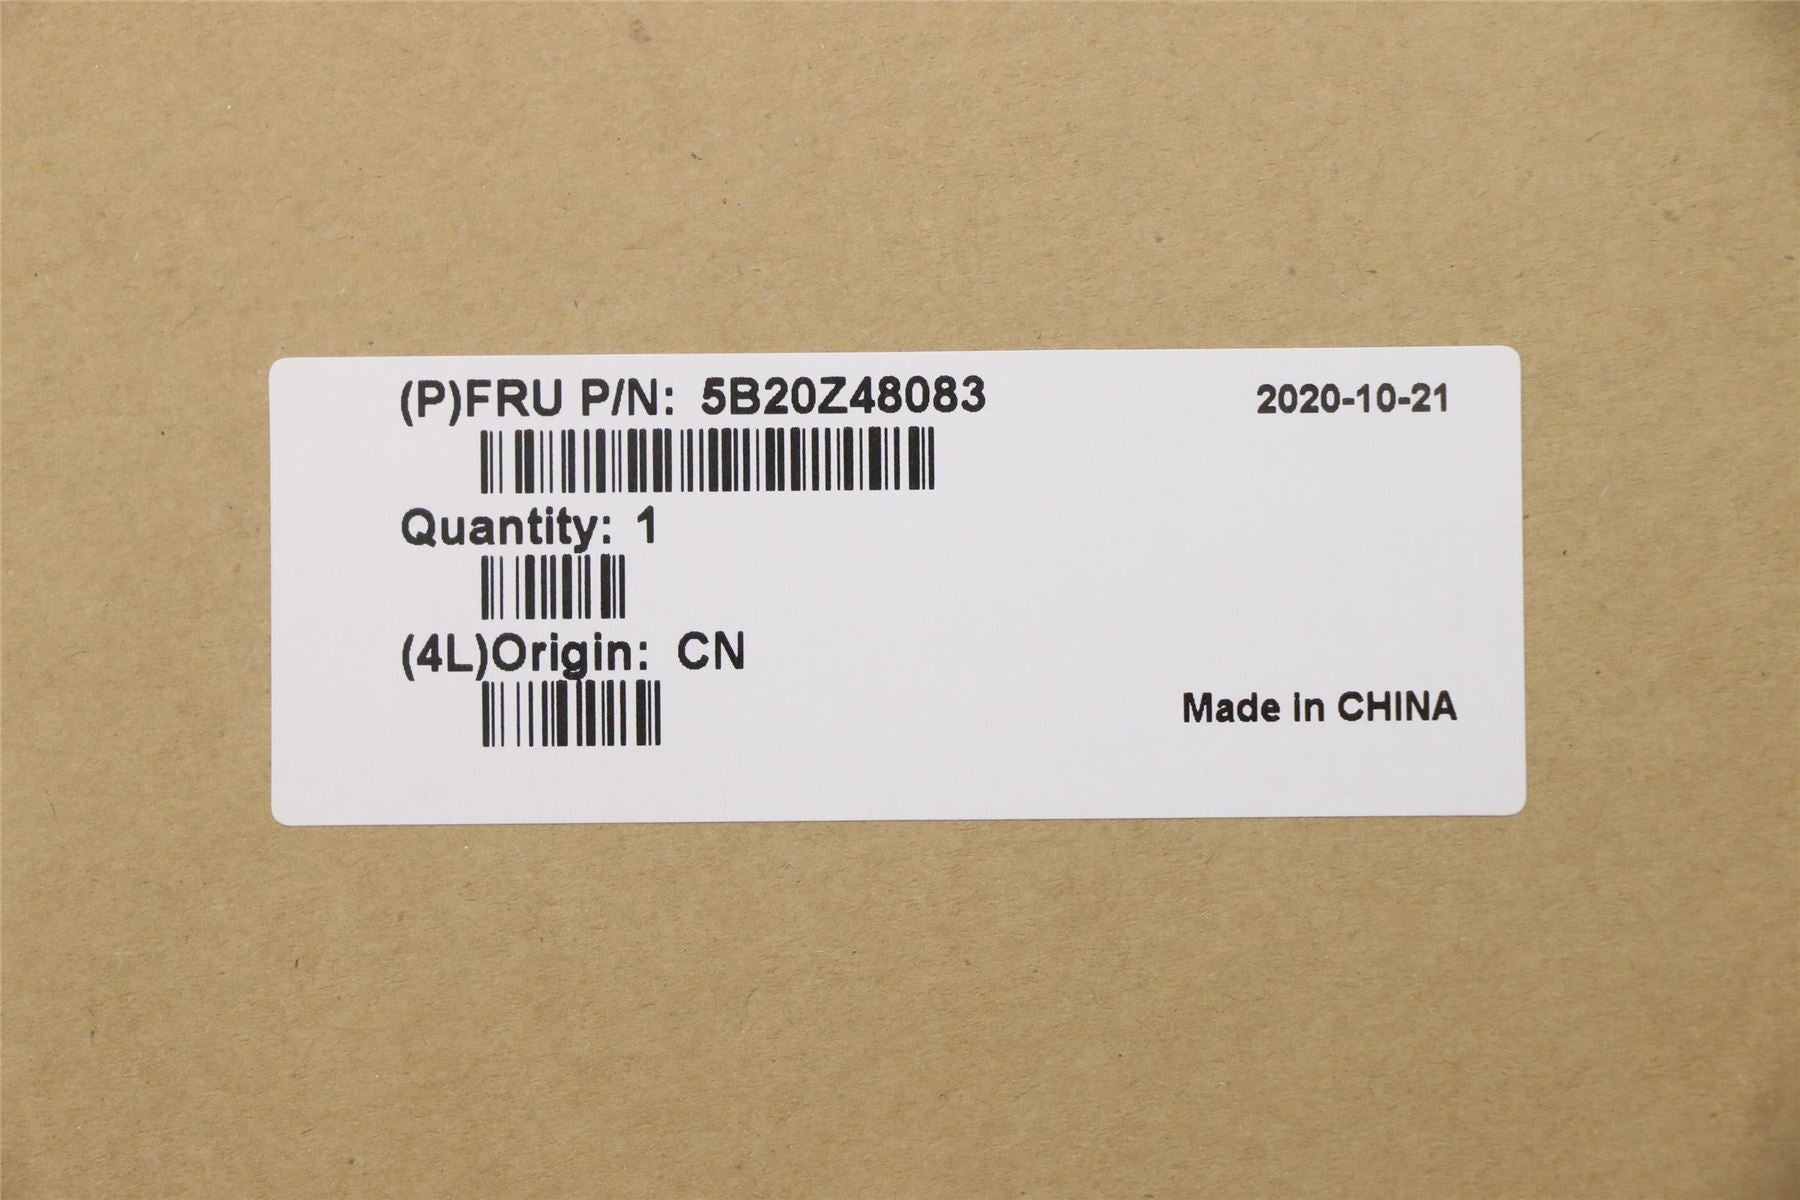 (P)FRU P/N: 5B20Z48083 2020-10-21
Quantity: 1
(4L)Origin: CN
Made in CHINA